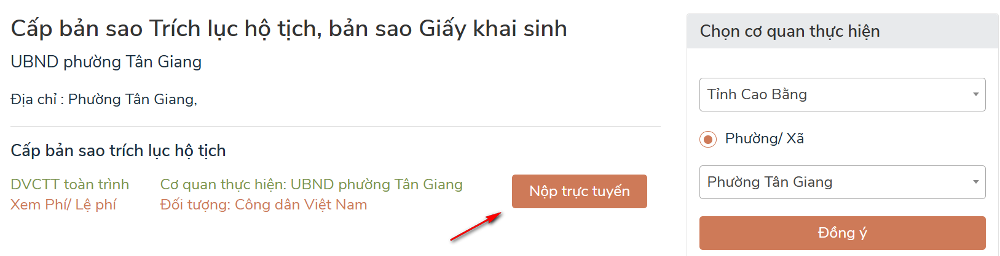 Cấp bản sao Trích lục hộ tịch, bản sao Giấy khai sinh
UBND phường Tân Giang
Địa chỉ : Phường Tân Giang,
Cấp bản sao trích lục hộ tịch
DVCTT toàn trình
Xem Phí/ Lệ phí
Cơ quan thực hiện: UBND phường Tân Giang
Đối tượng: Công dân Việt Nam
Nộp trực tuyến
Chọn cơ quan thực hiện
Tỉnh Cao Bằng
Phường/ Xã
Phường Tân Giang
Đồng ý